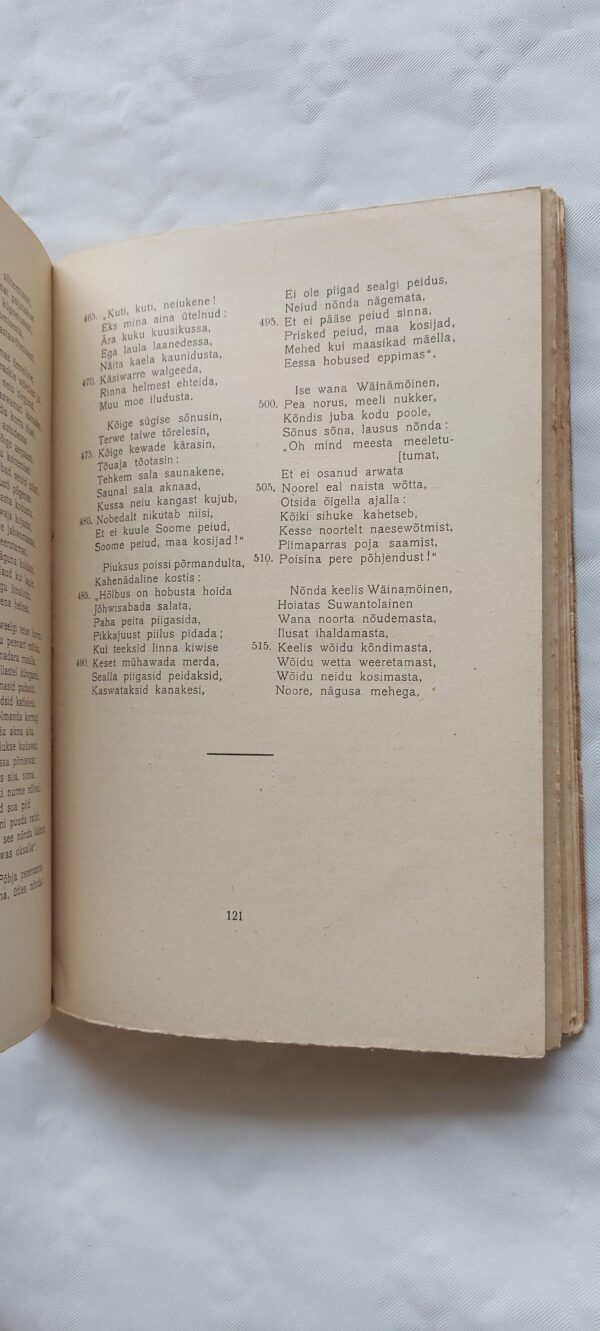 465. „Kuti, kuti, neiukene!
Eks mina aina ütelnud:
Ära kuku kuusikussa,
Ega laula laanedessa,
Näita kaela kaunidusta,
470. Käsiwarre walgeeda,
Rinna helmest ehteida,
Muu moe iludusta.
Kõige sügise sõnusin,
Terwe talwe tõrelesin,
475. Kõige kewade kärasin,
Tõuaja tõotasin:
Tehkem sala saunakene,
Saunal sala aknaad,
Kussa neiu kangast kujub,
480. Nobedalt nikutab niisi,
Et ei kuule Soome peiud,
Soome peiud, maa kosijad!“
Piuksus poissi põrmandulta,
Kahenädaline kostis:
485. „Hõlbus on hobusta hoida
Jõhwisabada salata,
Paha peita piigasida,
Pikkajuust piilus pidada;
Kui teeksid linna kiwise
490. Keset mühawada merda,
Sealla piigasid peidaksid,
Kaswataksid kanakesi,
Ei ole piigad sealgi peidus,
Neiud nõnda nägemata,
495. Et ei pääse peiud sinna,
Prisked peiud, maa kosijad,
Mehed kui maasikad mäella,
Eessa hobused eppimas“.
Ise wana Wäinämöinen,
500. Pea norus, meeli nukker,
Kõndis juba kodu poole,
Sõnus sõna, lausus nõnda:
„Oh mind meesta meeletu-
[tumat,
Et ei osanud arwata
505. Noorel eal naista wõtta,
Otsida õigella ajalla:
Kõiki sihuke kahetseb,
Kesse noortelt naesewõtmist,
Piimaparras poja saamist,
510. Poisina pere põhjendust!“
Nõnda keelis Wäinämöinen,
Hoiatas Suwantolainen
Wana noorta nõudemasta,
Ilusat ihaldamasta,
515. Keelis wõidu kõndimasta,
Wõidu wetta weeretamast,
Wõidu neidu kosimasta,
Noore, nägusa mehega,
121